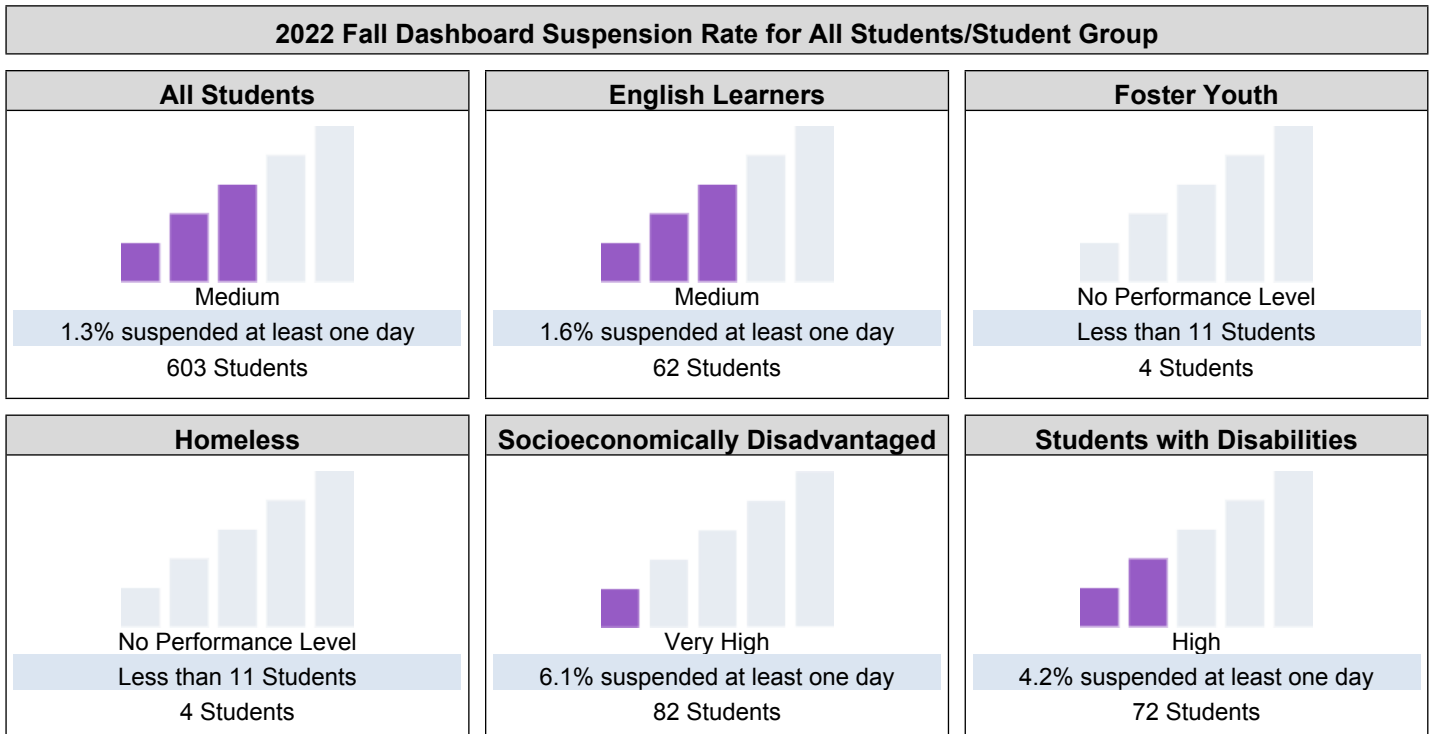 2022 Fall Dashboard Suspension Rate for All Students/Student Group
All Students
Medium
1.3% suspended at least one day
603 Students
English Learners
Medium
1.6% suspended at least one day
62 Students
Foster Youth
No Performance Level
Less than 11 Students
4 Students
Homeless
No Performance Level
Less than 11 Students
4 Students
Socioeconomically Disadvantaged
Very High
6.1% suspended at least one day
82 Students
Students with Disabilities
High
4.2% suspended at least one day
72 Students